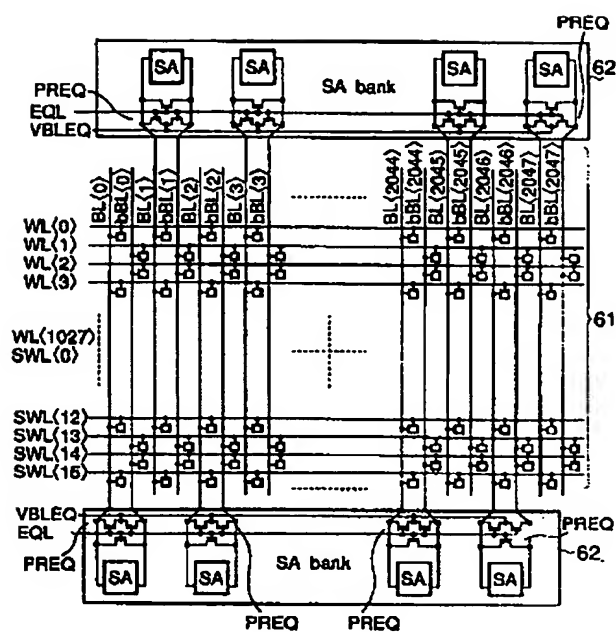 PREQ
SA SA SA SA
62
PREQ
SA bank
EQL
VBLEQ
BL(0) bBL(0) BL(1) bBL(1) BL(2) bBL(2) BL(3) bBL(3) BL(2044) bBL(2044) BL(2045) bBL(2045) BL(2046) bBL(2046) BL(2047) bBL(2047)
WL(0)
WL(1)
WL(2)
WL(3)
61
WL(1027)
SWL(0)
SWL(12)
SWL(13)
SWL(14)
SWL(15)
VBLEQ
EQL
PREQ
PREQ PREQ
62
SA SA SA bank SA SA
PREQ PREQ